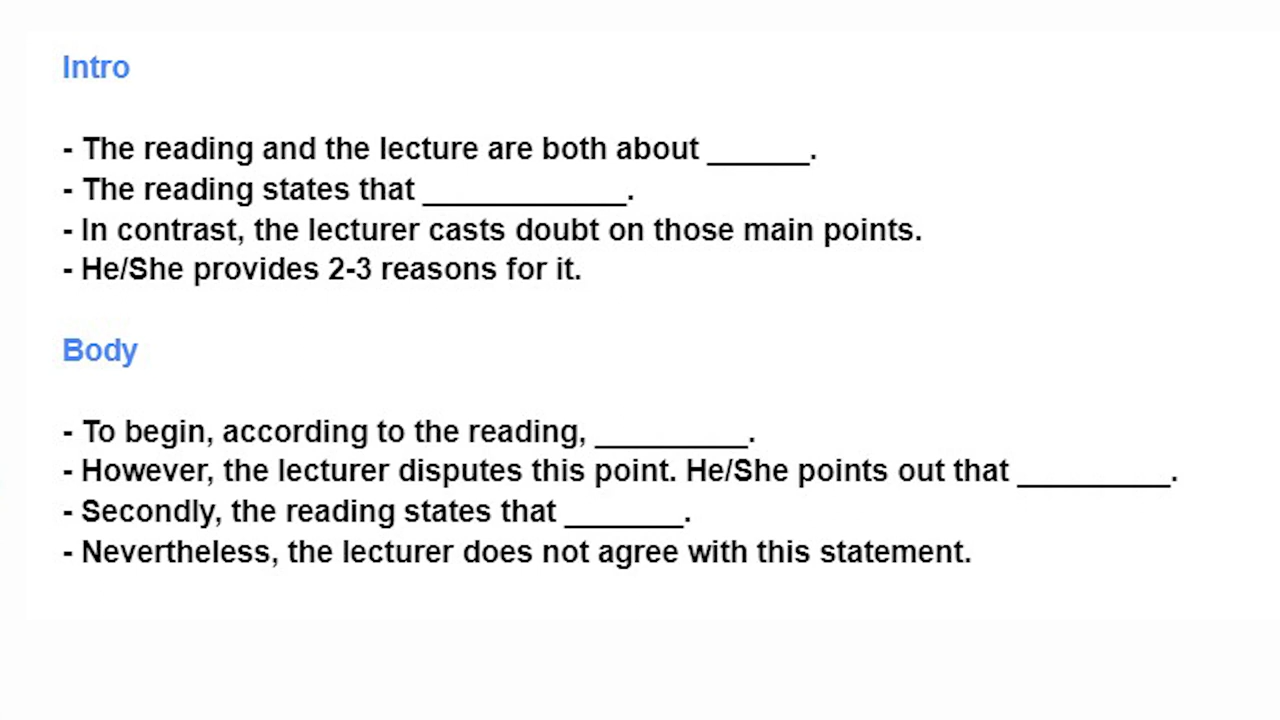 Intro
- The reading and the lecture are both about ______.
- The reading states that ____________.
- In contrast, the lecturer casts doubt on those main points.
- He/She provides 2-3 reasons for it.
Body
- To begin, according to the reading, _________.
- However, the lecturer disputes this point. He/She points out that _________.
- Secondly, the reading states that _______.
- Nevertheless, the lecturer does not agree with this statement.